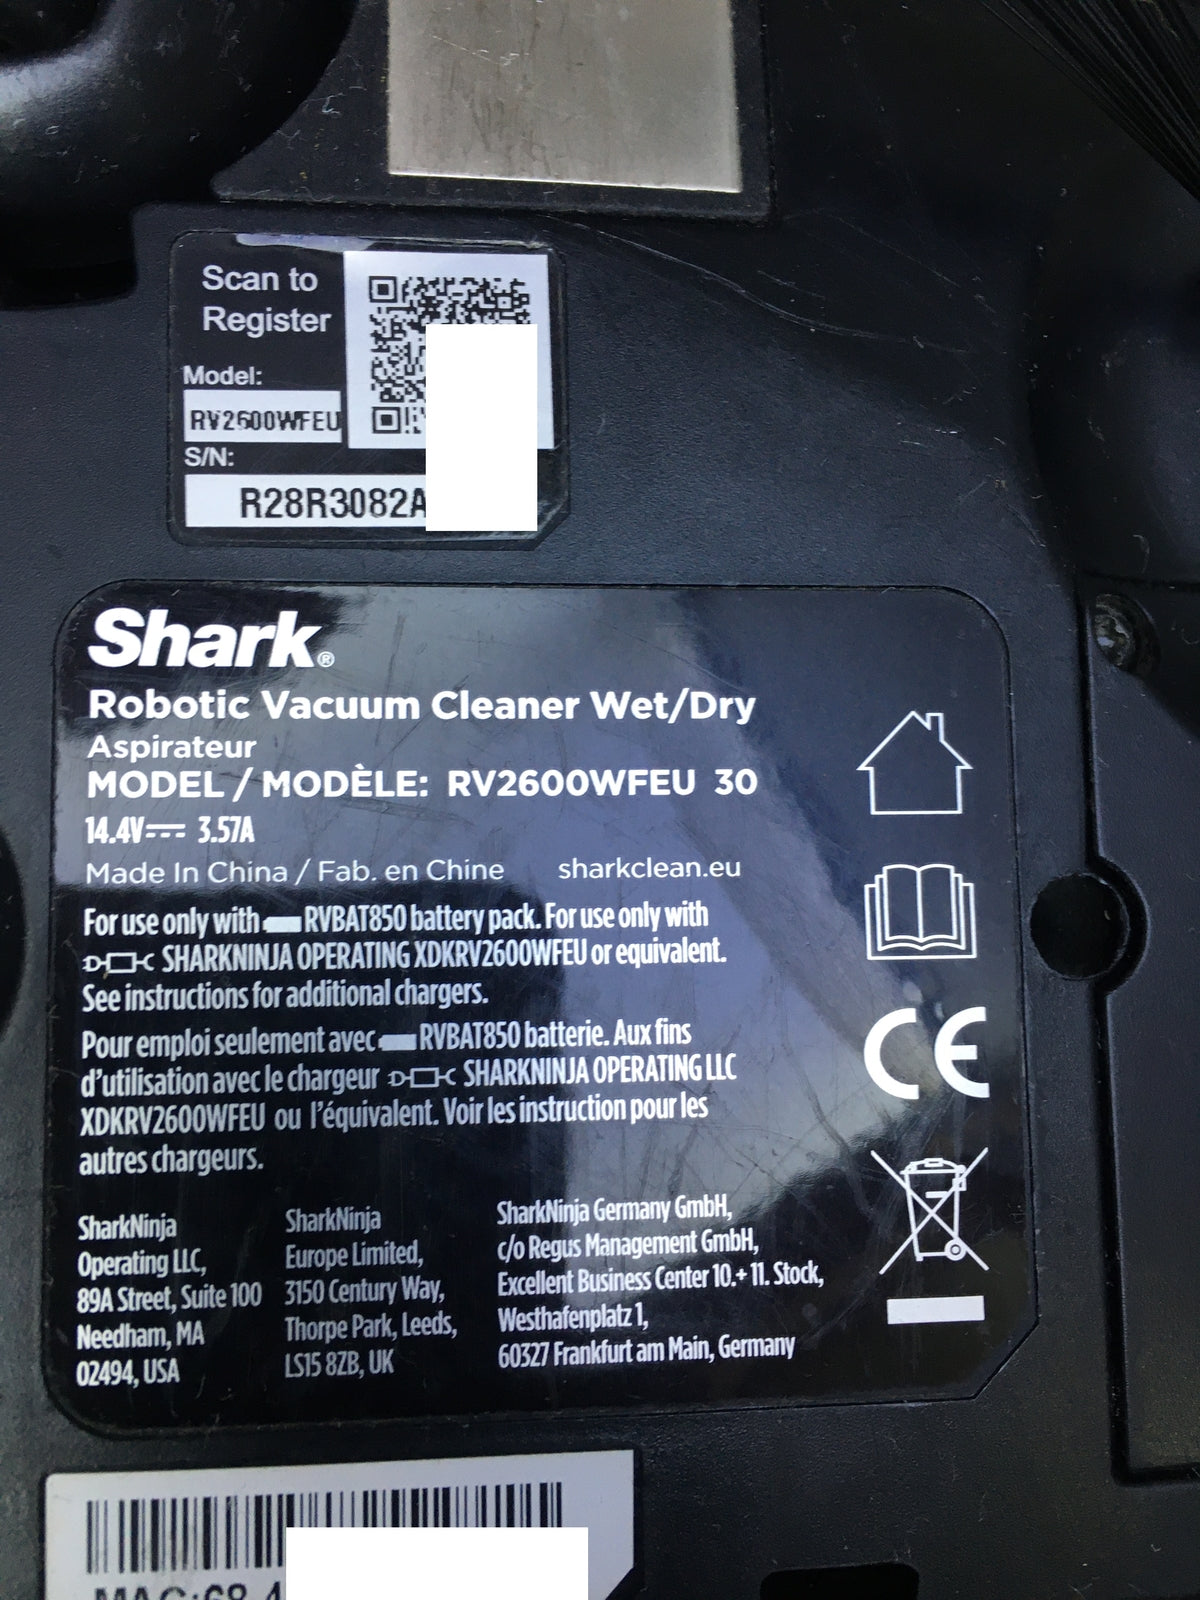 Scan to
Register
Model:
RV2600WFEU
S/N:
R28R3082A
Shark®
Robotic Vacuum Cleaner Wet/Dry
Aspirateur
MODEL / MODÈLE: RV2600WFEU 30
14.4V 3.57A
Made In China / Fab. en Chine sharkclean.eu
For use only with RVBAT850 battery pack. For use only with
SHARKNINJA OPERATING XDKRV2600WFEU or equivalent.
See instructions for additional chargers.
Pour emploi seulement avec RVBAT850 batterie. Aux fins
d'utilisation avec le chargeur SHARKNINJA OPERATING LLC
XDKRV2600WFEU ou l'équivalent. Voir les instruction pour les
autres chargeurs.
SharkNinja
Operating LLC,
89A Street, Suite 100
Needham, MA
02494, USA
SharkNinja
Europe Limited,
3150 Century Way,
Thorpe Park, Leeds,
LS15 8ZB, UK
SharkNinja Germany GmbH,
c/o Regus Management GmbH,
Excellent Business Center 10.+ 11. Stock,
Westhafenplatz 1,
60327 Frankfurt am Main, Germany
CE
MAC:68-4